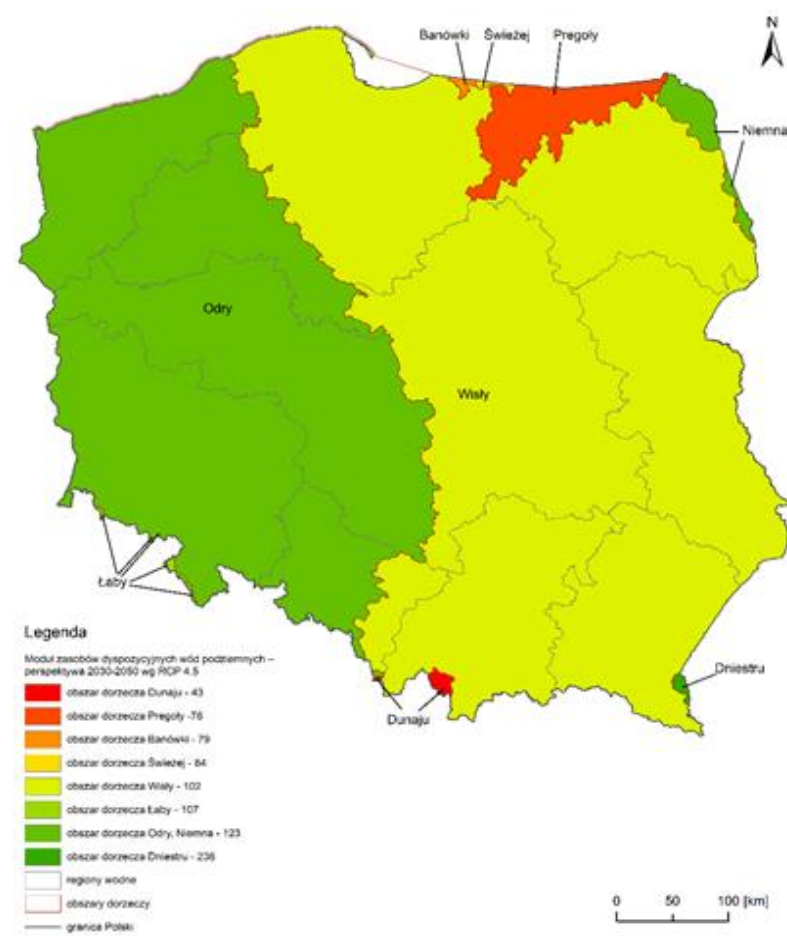 Banówki
Świeżej
Pregoły
N
Niemna
Odry
Wisły
Łaby
Dniestru
Dunaju
Legenda
Moduł zasobów dyspozycyjnych wód podziemnych –
perspektywa 2030-2050 wg RCP 4.5
obszar dorzecza Dunaju - 43
obszar dorzecza Pregoły -76
obszar dorzecza Banówki - 79
obszar dorzecza Świeżej - 84
obszar dorzecza Wisły - 102
obszar dorzecza Łaby - 107
obszar dorzecza Odry, Niemna - 123
obszar dorzecza Dniestru - 236
regiony wodne
obszary dorzeczy
granica Polski
0 50 100 [km]